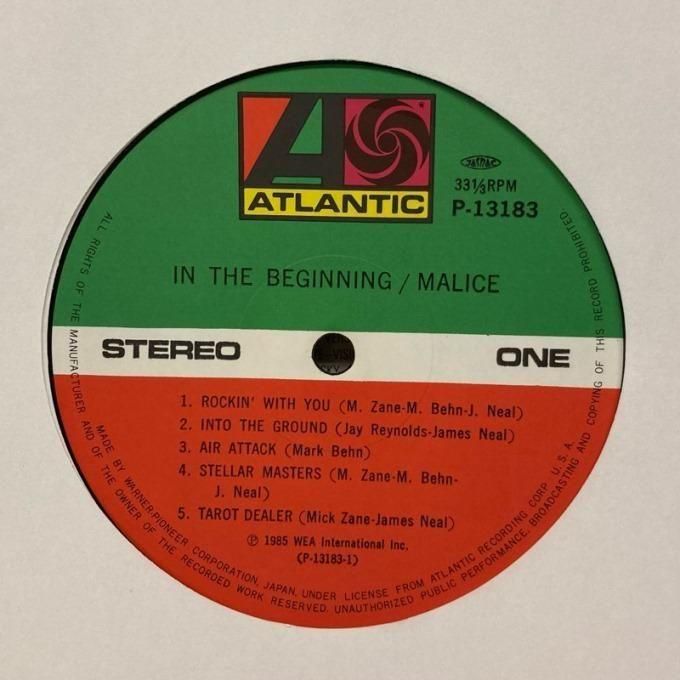 ATLANTIC
JASRAC
33⅓RPM
P-13183
IN THE BEGINNING / MALICE
STEREO
ONE
1. ROCKIN' WITH YOU (M. Zane-M. Behn-J. Neal)
2. INTO THE GROUND (Jay Reynolds-James Neal)
3. AIR ATTACK (Mark Behn)
4. STELLAR MASTERS (M. Zane-M. Behn-
J. Neal)
5. TAROT DEALER (Mick Zane-James Neal)
℗ 1985 WEA International Inc.
(P-13183-1)
MADE BY WARNER-PIONEER CORPORATION, JAPAN, UNDER LICENSE FROM ATLANTIC RECORDING CORP. U.S.A.
ALL RIGHTS OF THE MANUFACTURER AND OF THE OWNER OF THE RECORDED WORK RESERVED. UNAUTHORIZED PUBLIC PERFORMANCE, BROADCASTING AND COPYING OF THIS RECORD PROHIBITED.